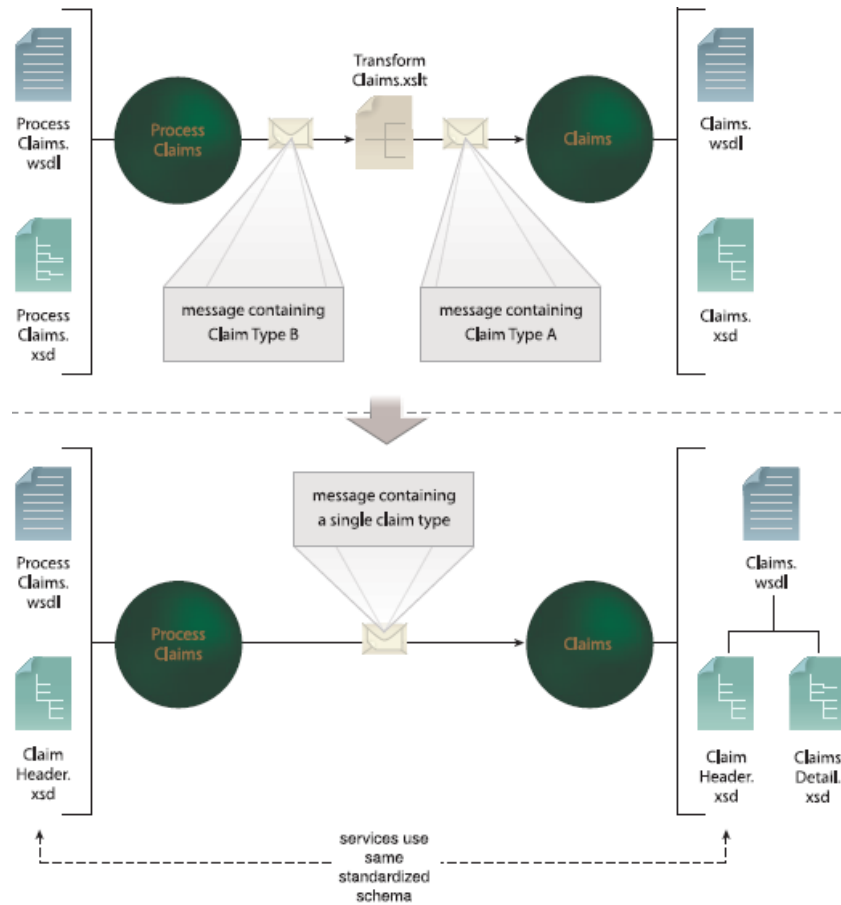 Transform
Claims.xslt
Process
Claims.
wsdl
Process
Claims
Claims
Claims.
wsdl
Process
Claims.
xsd
message containing
Claim Type B
message containing
Claim Type A
Claims.
xsd
message containing
a single claim type
Process
Claims.
wsdl
Claims.
wsdl
Process
Claims
Claims
Claim
Header.
xsd
Claim
Header.
xsd
Claims
Detail.
xsd
services use
same
standardized
schema